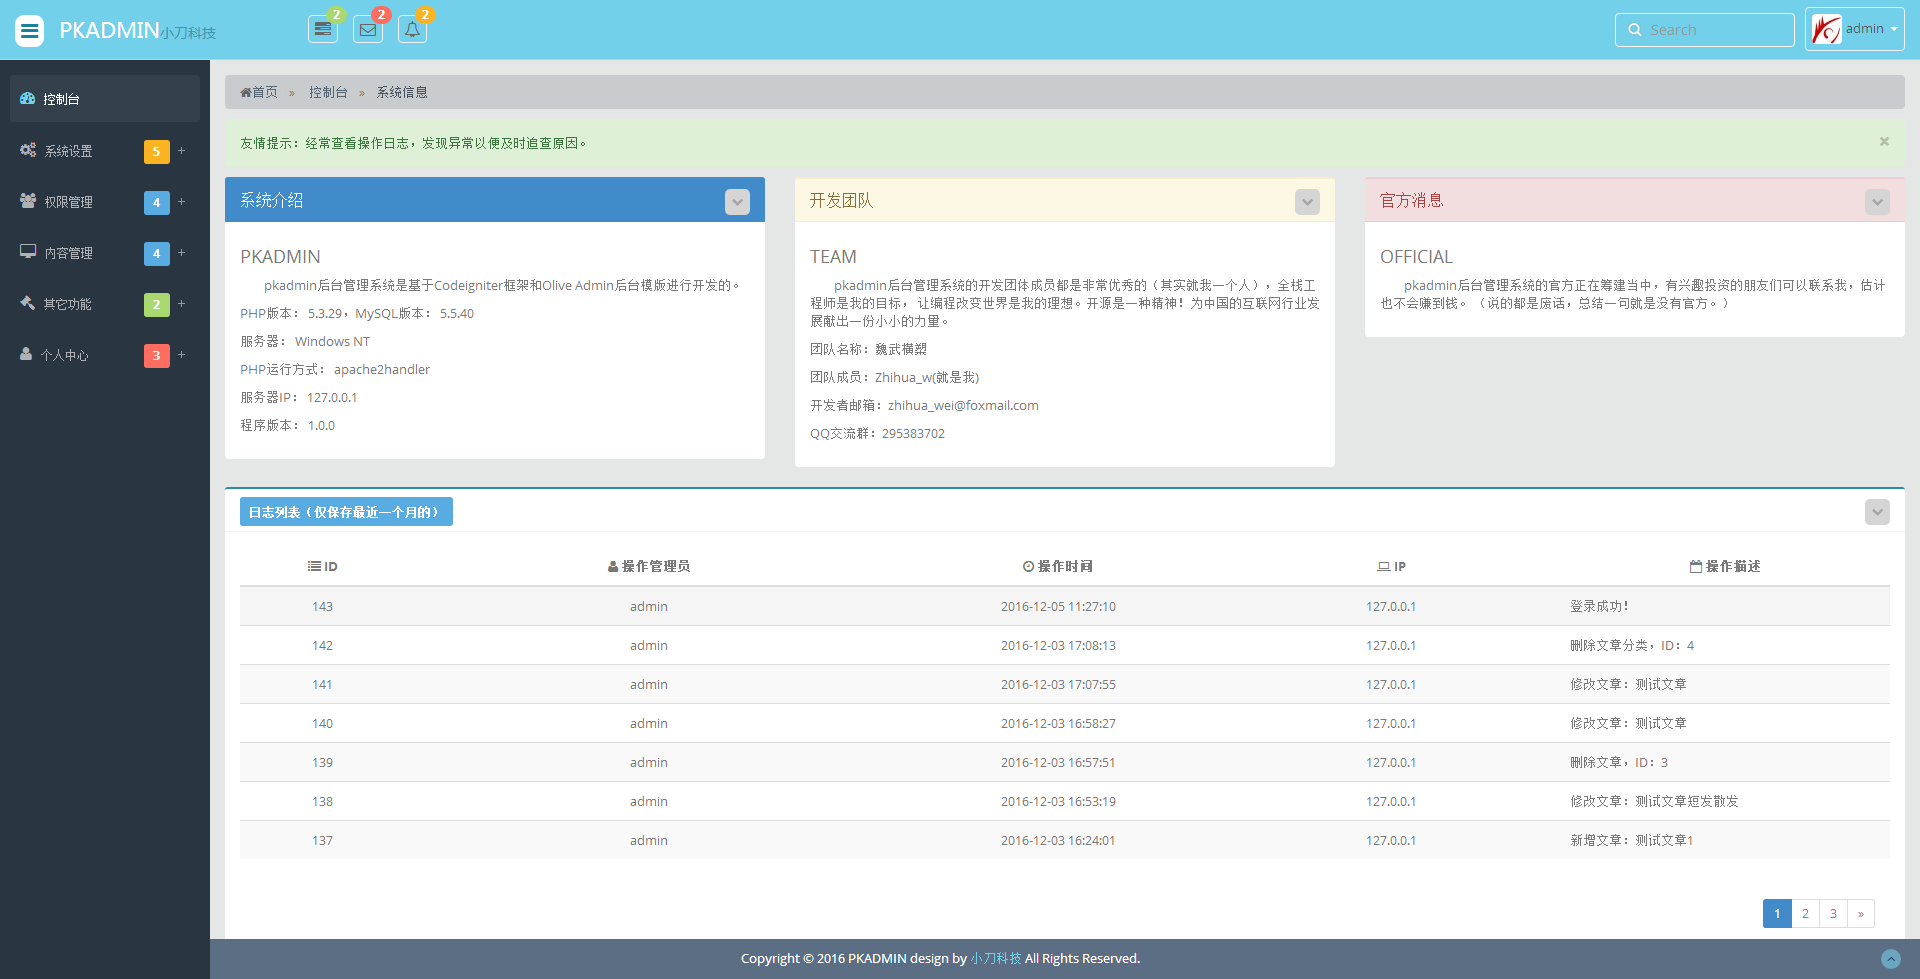 PKADMIN小刀科技
2
2
2
Search
admin
控制台
系统设置 5 +
权限管理 4 +
内容管理 4 +
其它功能 2 +
个人中心 3 +
首页 » 控制台 » 系统信息
友情提示：经常查看操作日志，发现异常以便及时追查原因。 ×
系统介绍
PKADMIN
pkadmin后台管理系统是基于Codeigniter框架和Olive Admin后台模版进行开发的。
PHP版本： 5.3.29，MySQL版本： 5.5.40
服务器： Windows NT
PHP运行方式： apache2handler
服务器IP： 127.0.0.1
程序版本： 1.0.0
开发团队
TEAM
pkadmin后台管理系统的开发团体成员都是非常优秀的（其实就我一个人），全栈工
程师是我的目标， 让编程改变世界是我的理想。开源是一种精神！为中国的互联网行业发
展献出一份小小的力量。
团队名称：魏武横槊
团队成员：Zhihua_w(就是我)
开发者邮箱：zhihua_wei@foxmail.com
QQ交流群：295383702
官方消息
OFFICIAL
pkadmin后台管理系统的官方正在筹建当中，有兴趣投资的朋友们可以联系我，估计
也不会赚到钱。（说的都是废话，总结一句就是没有官方。）
日志列表（仅保存最近一个月的）
ID 操作管理员 操作时间 IP 操作描述
143 admin 2016-12-05 11:27:10 127.0.0.1 登录成功！
142 admin 2016-12-03 17:08:13 127.0.0.1 删除文章分类，ID：4
141 admin 2016-12-03 17:07:55 127.0.0.1 修改文章：测试文章
140 admin 2016-12-03 16:58:27 127.0.0.1 修改文章：测试文章
139 admin 2016-12-03 16:57:51 127.0.0.1 删除文章，ID：3
138 admin 2016-12-03 16:53:19 127.0.0.1 修改文章：测试文章短发散发
137 admin 2016-12-03 16:24:01 127.0.0.1 新增文章：测试文章1
1 2 3 »
Copyright © 2016 PKADMIN design by 小刀科技 All Rights Reserved.